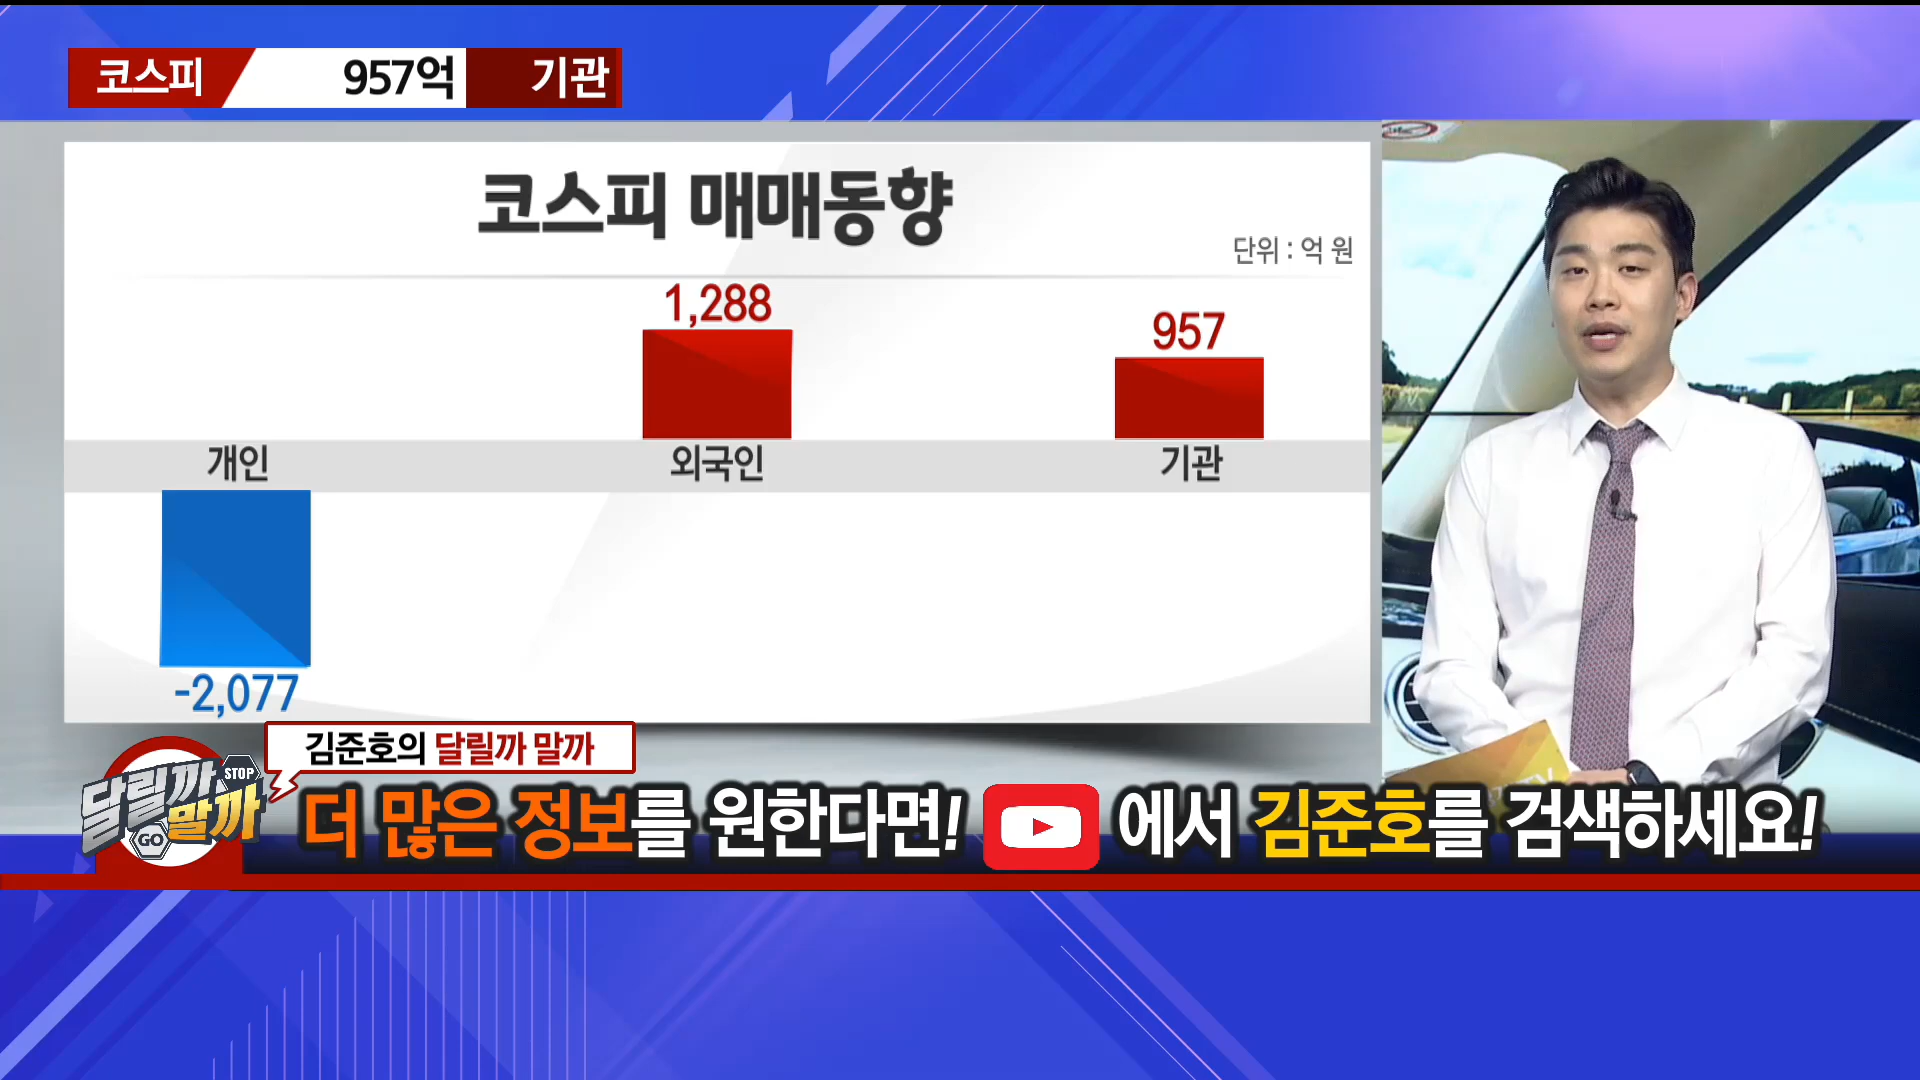 코스피 957억 기관
코스피 매매동향
단위 : 억 원
1,288
957
개인 외국인 기관
-2,077
김준호의 달릴까 말까
달릴까 STOP
GO 말까
더 많은 정보를 원한다면! 에서 김준호를 검색하세요!